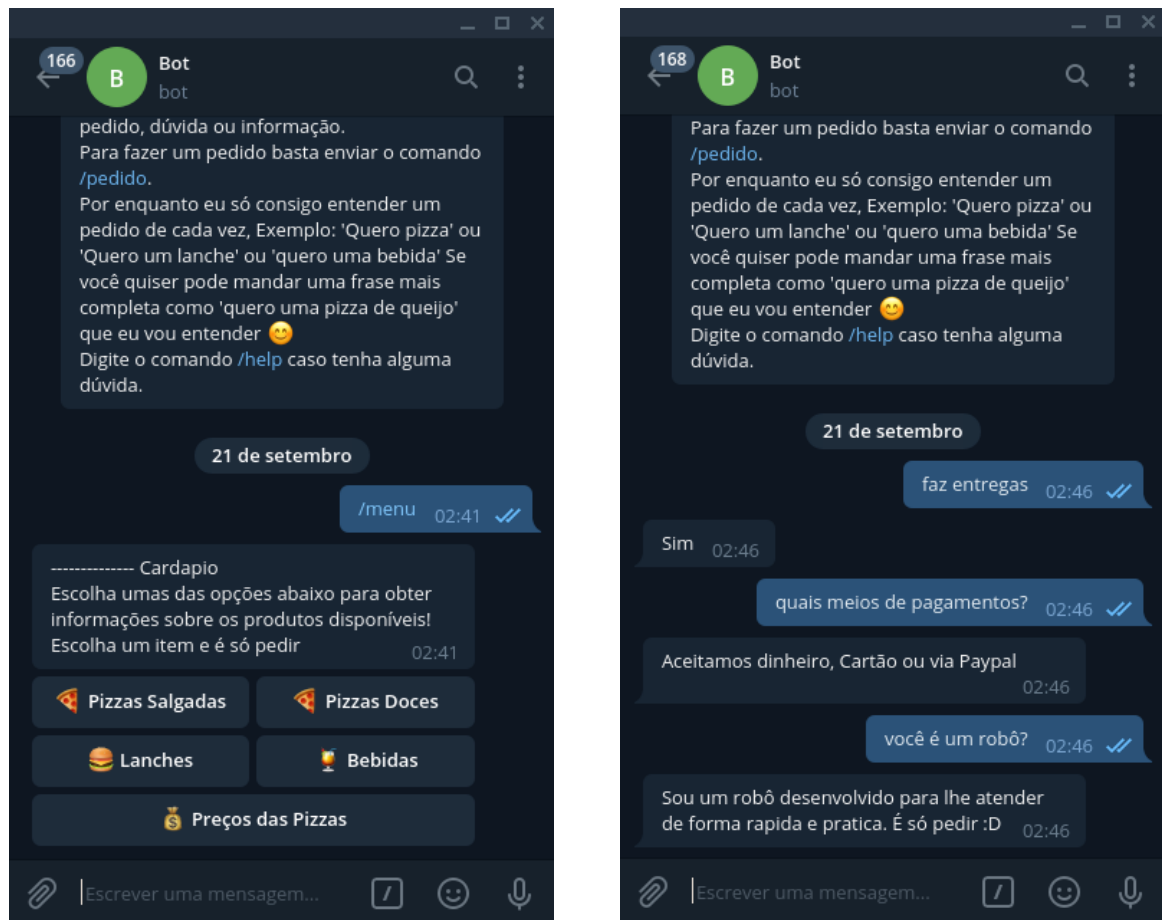 166
B
Bot
bot
pedido, dúvida ou informação.
Para fazer um pedido basta enviar o comando
/pedido.
Por enquanto eu só consigo entender um
pedido de cada vez, Exemplo: 'Quero pizza' ou
'Quero um lanche' ou 'quero uma bebida' Se
você quiser pode mandar uma frase mais
completa como 'quero uma pizza de queijo'
que eu vou entender 😊
Digite o comando /help caso tenha alguma
dúvida.
21 de setembro
/menu 02:41
-------------- Cardapio
Escolha umas das opções abaixo para obter
informações sobre os produtos disponíveis!
Escolha um item e é só pedir 02:41
🍕 Pizzas Salgadas
🍕 Pizzas Doces
🍔 Lanches
🍹 Bebidas
💰 Preços das Pizzas
Escrever uma mensagem...
168
B
Bot
bot
Para fazer um pedido basta enviar o comando
/pedido.
Por enquanto eu só consigo entender um
pedido de cada vez, Exemplo: 'Quero pizza' ou
'Quero um lanche' ou 'quero uma bebida' Se
você quiser pode mandar uma frase mais
completa como 'quero uma pizza de queijo'
que eu vou entender 😊
Digite o comando /help caso tenha alguma
dúvida.
21 de setembro
faz entregas 02:46
Sim 02:46
quais meios de pagamentos? 02:46
Aceitamos dinheiro, Cartão ou via Paypal
02:46
você é um robô? 02:46
Sou um robô desenvolvido para lhe atender
de forma rapida e pratica. É só pedir :D 02:46
Escrever uma mensagem...